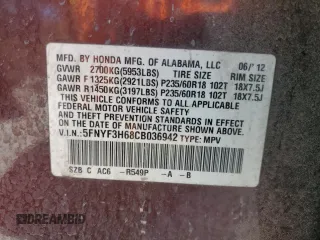 MFD. BY HONDA MFG. OF ALABAMA, LLC 06/'12
GVWR 2700KG(5953LBS) TIRE SIZE RIM SIZE
GAWR F 1325KG(2921LBS) P235/60R18 102T 18X7.5J
GAWR R 1450KG(3197LBS) P235/60R18 102T 18X7.5J
THIS VEHICLE CONFORMS TO ALL APPLICABLE
FEDERAL MOTOR VEHICLE SAFETY AND THEFT
PREVENTION STANDARDS IN EFFECT ON THE DATE
OF MANUFACTURE SHOWN ABOVE.
V.I.N:5FNYF3H68CB036942 TYPE: MPV
SZB C AC6 -R549P -A -B